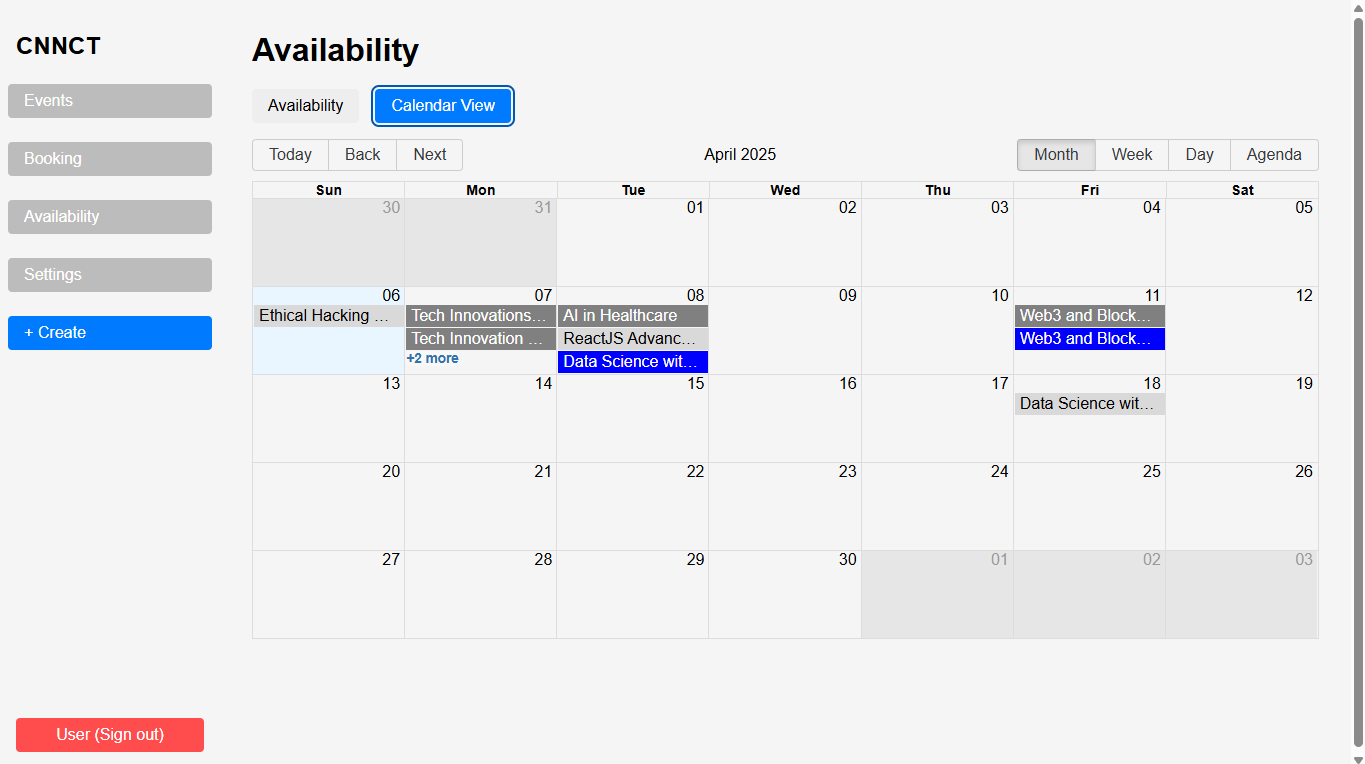 CNNCT
Events
Booking
Availability
Settings
+ Create
User (Sign out)
Availability
Availability Calendar View
Today Back Next April 2025 Month Week Day Agenda
Sun Mon Tue Wed Thu Fri Sat
30 31 01 02 03 04 05
06 07 08 09 10 11 12
Ethical Hacking ... Tech Innovations... AI in Healthcare Web3 and Block...
Tech Innovation ... ReactJS Advanc... Web3 and Block...
+2 more Data Science wit...
13 14 15 16 17 18 19
Data Science wit...
20 21 22 23 24 25 26
27 28 29 30 01 02 03